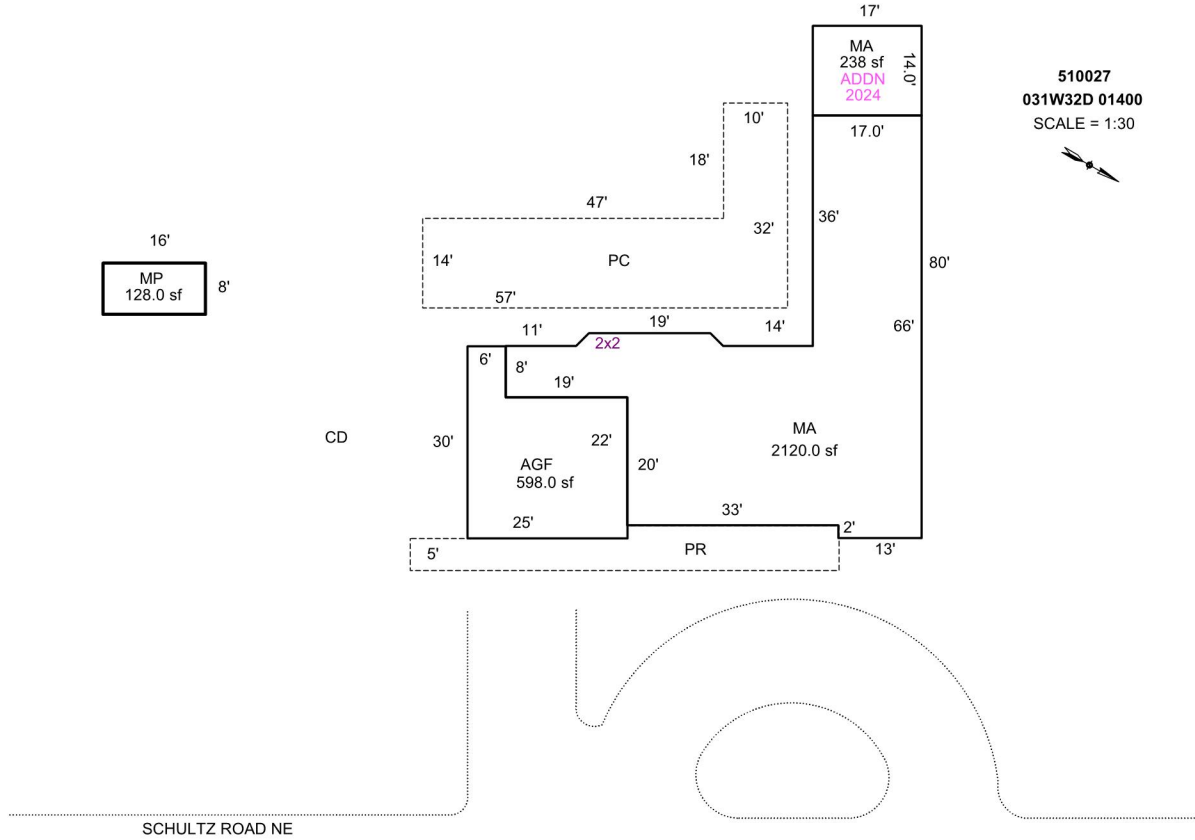 17'
MA
238 sf
ADDN
2024
14.0'
510027
031W32D 01400
SCALE = 1:30
10'
17.0'
18'
47'
36'
32'
16'
14'
PC
80'
MP
128.0 sf
8'
57'
11'
19'
14'
66'
2x2
6'
8'
19'
CD
30'
22'
MA
2120.0 sf
AGF
598.0 sf
20'
25'
33'
2'
5'
PR
13'
SCHULTZ ROAD NE